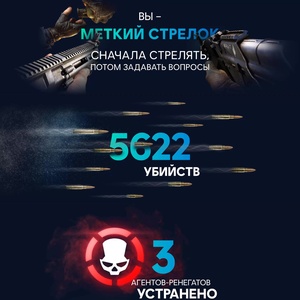 ВЫ –
МЕТКИЙ СТРЕЛОК
СНАЧАЛА СТРЕЛЯТЬ,
ПОТОМ ЗАДАВАТЬ ВОПРОСЫ
5622
УБИЙСТВ
3
АГЕНТОВ-РЕНЕГАТОВ
УСТРАНЕНО